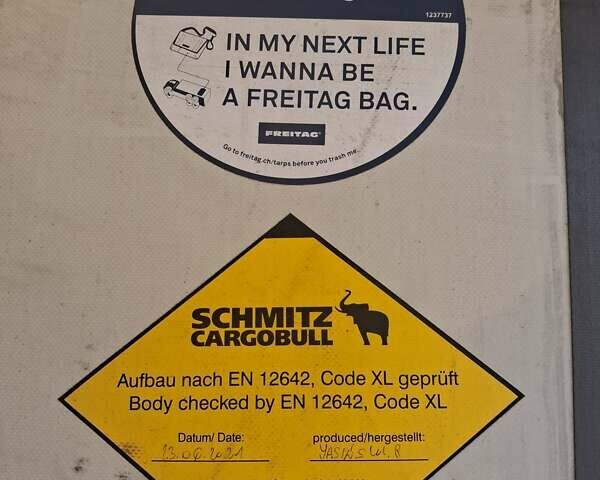 1237737
IN MY NEXT LIFE
I WANNA BE
A FREITAG BAG.
FREITAG®
Go to freitag.ch/tarps before you trash me.
SCHMITZ
CARGOBULL
Aufbau nach EN 12642, Code XL geprüft
Body checked by EN 12642, Code XL
Datum/ Date: produced/hergestellt: